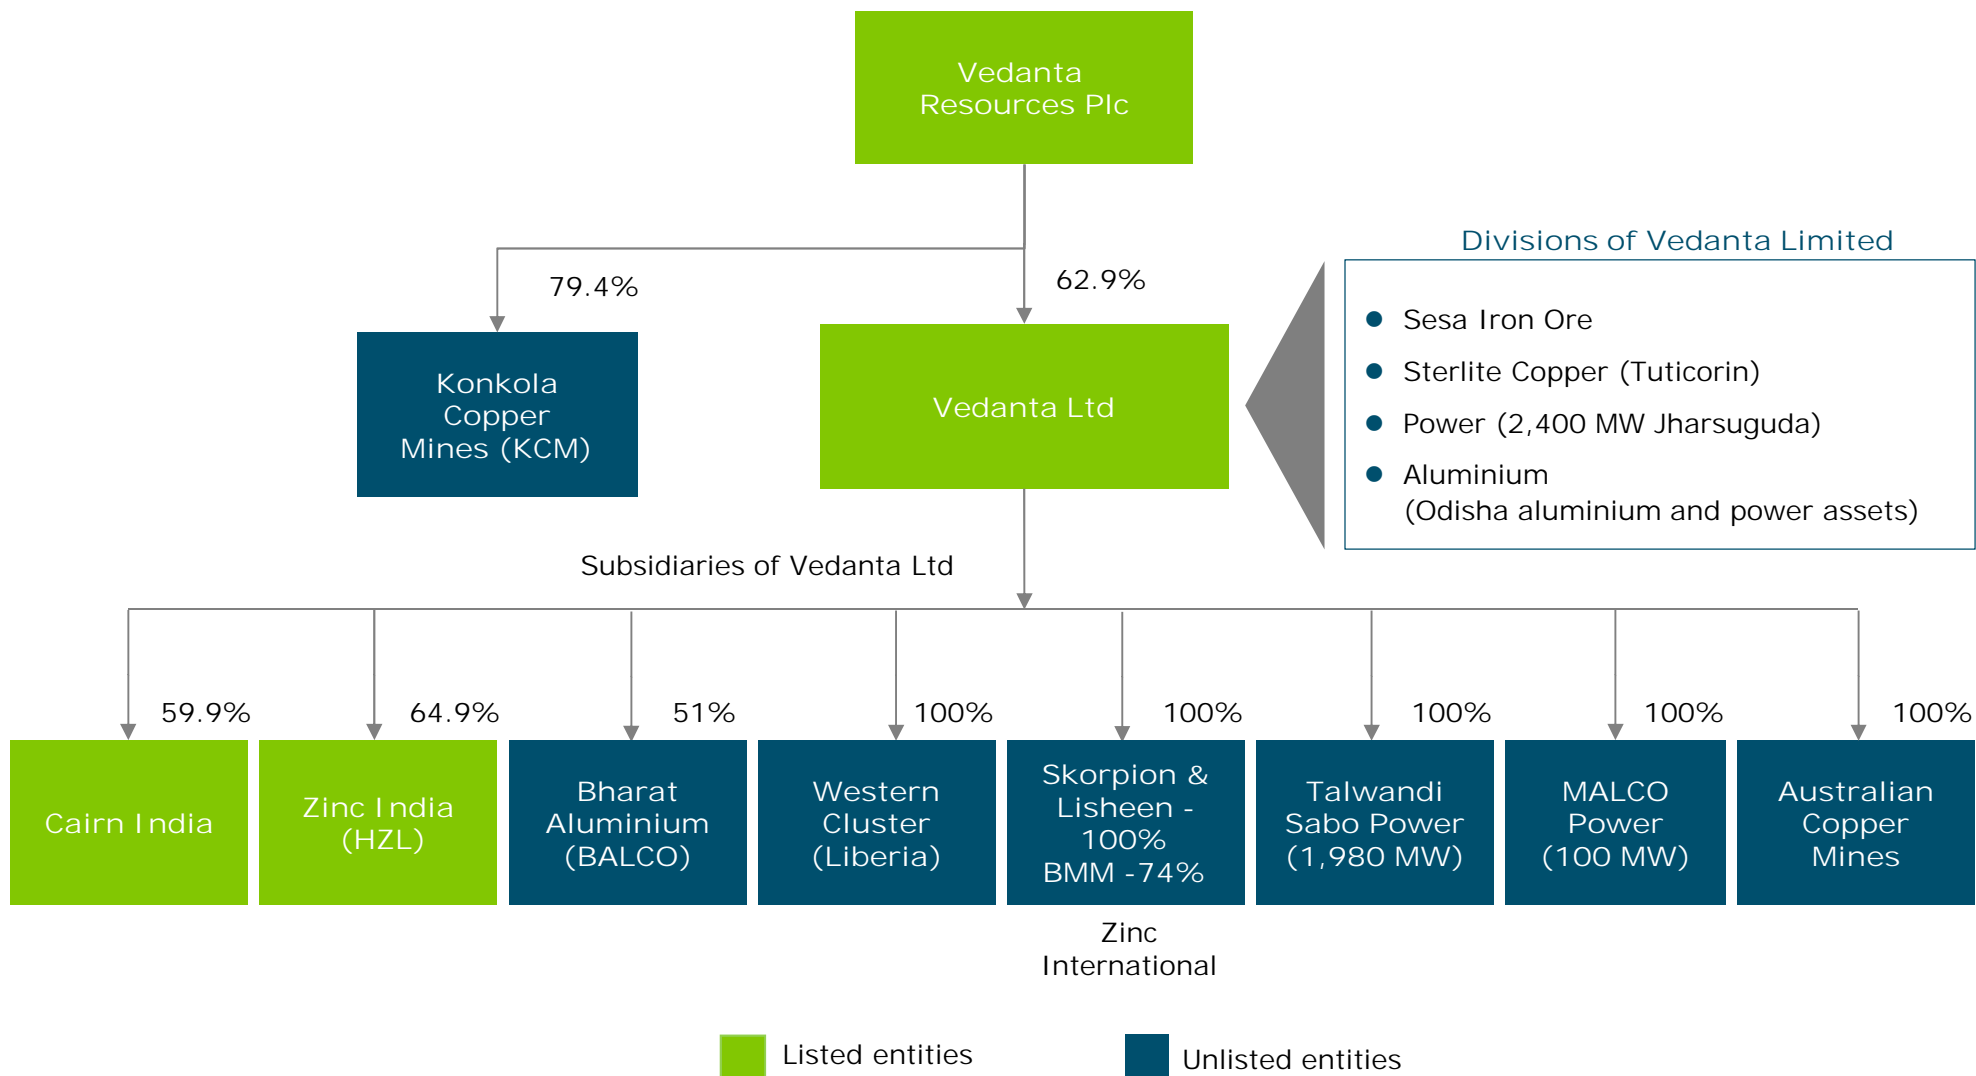 Vedanta
Resources Plc
Divisions of Vedanta Limited
79.4%
62.9%
Konkola
Copper
Mines (KCM)
Vedanta Ltd
Sesa Iron Ore
Sterlite Copper (Tuticorin)
Power (2,400 MW Jharsuguda)
Aluminium
(Odisha aluminium and power assets)
Subsidiaries of Vedanta Ltd
59.9%
64.9%
51%
100%
100%
100%
100%
100%
Cairn India
Zinc India
(HZL)
Bharat
Aluminium
(BALCO)
Western
Cluster
(Liberia)
Skorpion &
Lisheen -
100%
BMM -74%
Talwandi
Sabo Power
(1,980 MW)
MALCO
Power
(100 MW)
Australian
Copper
Mines
Zinc
International
Listed entities
Unlisted entities